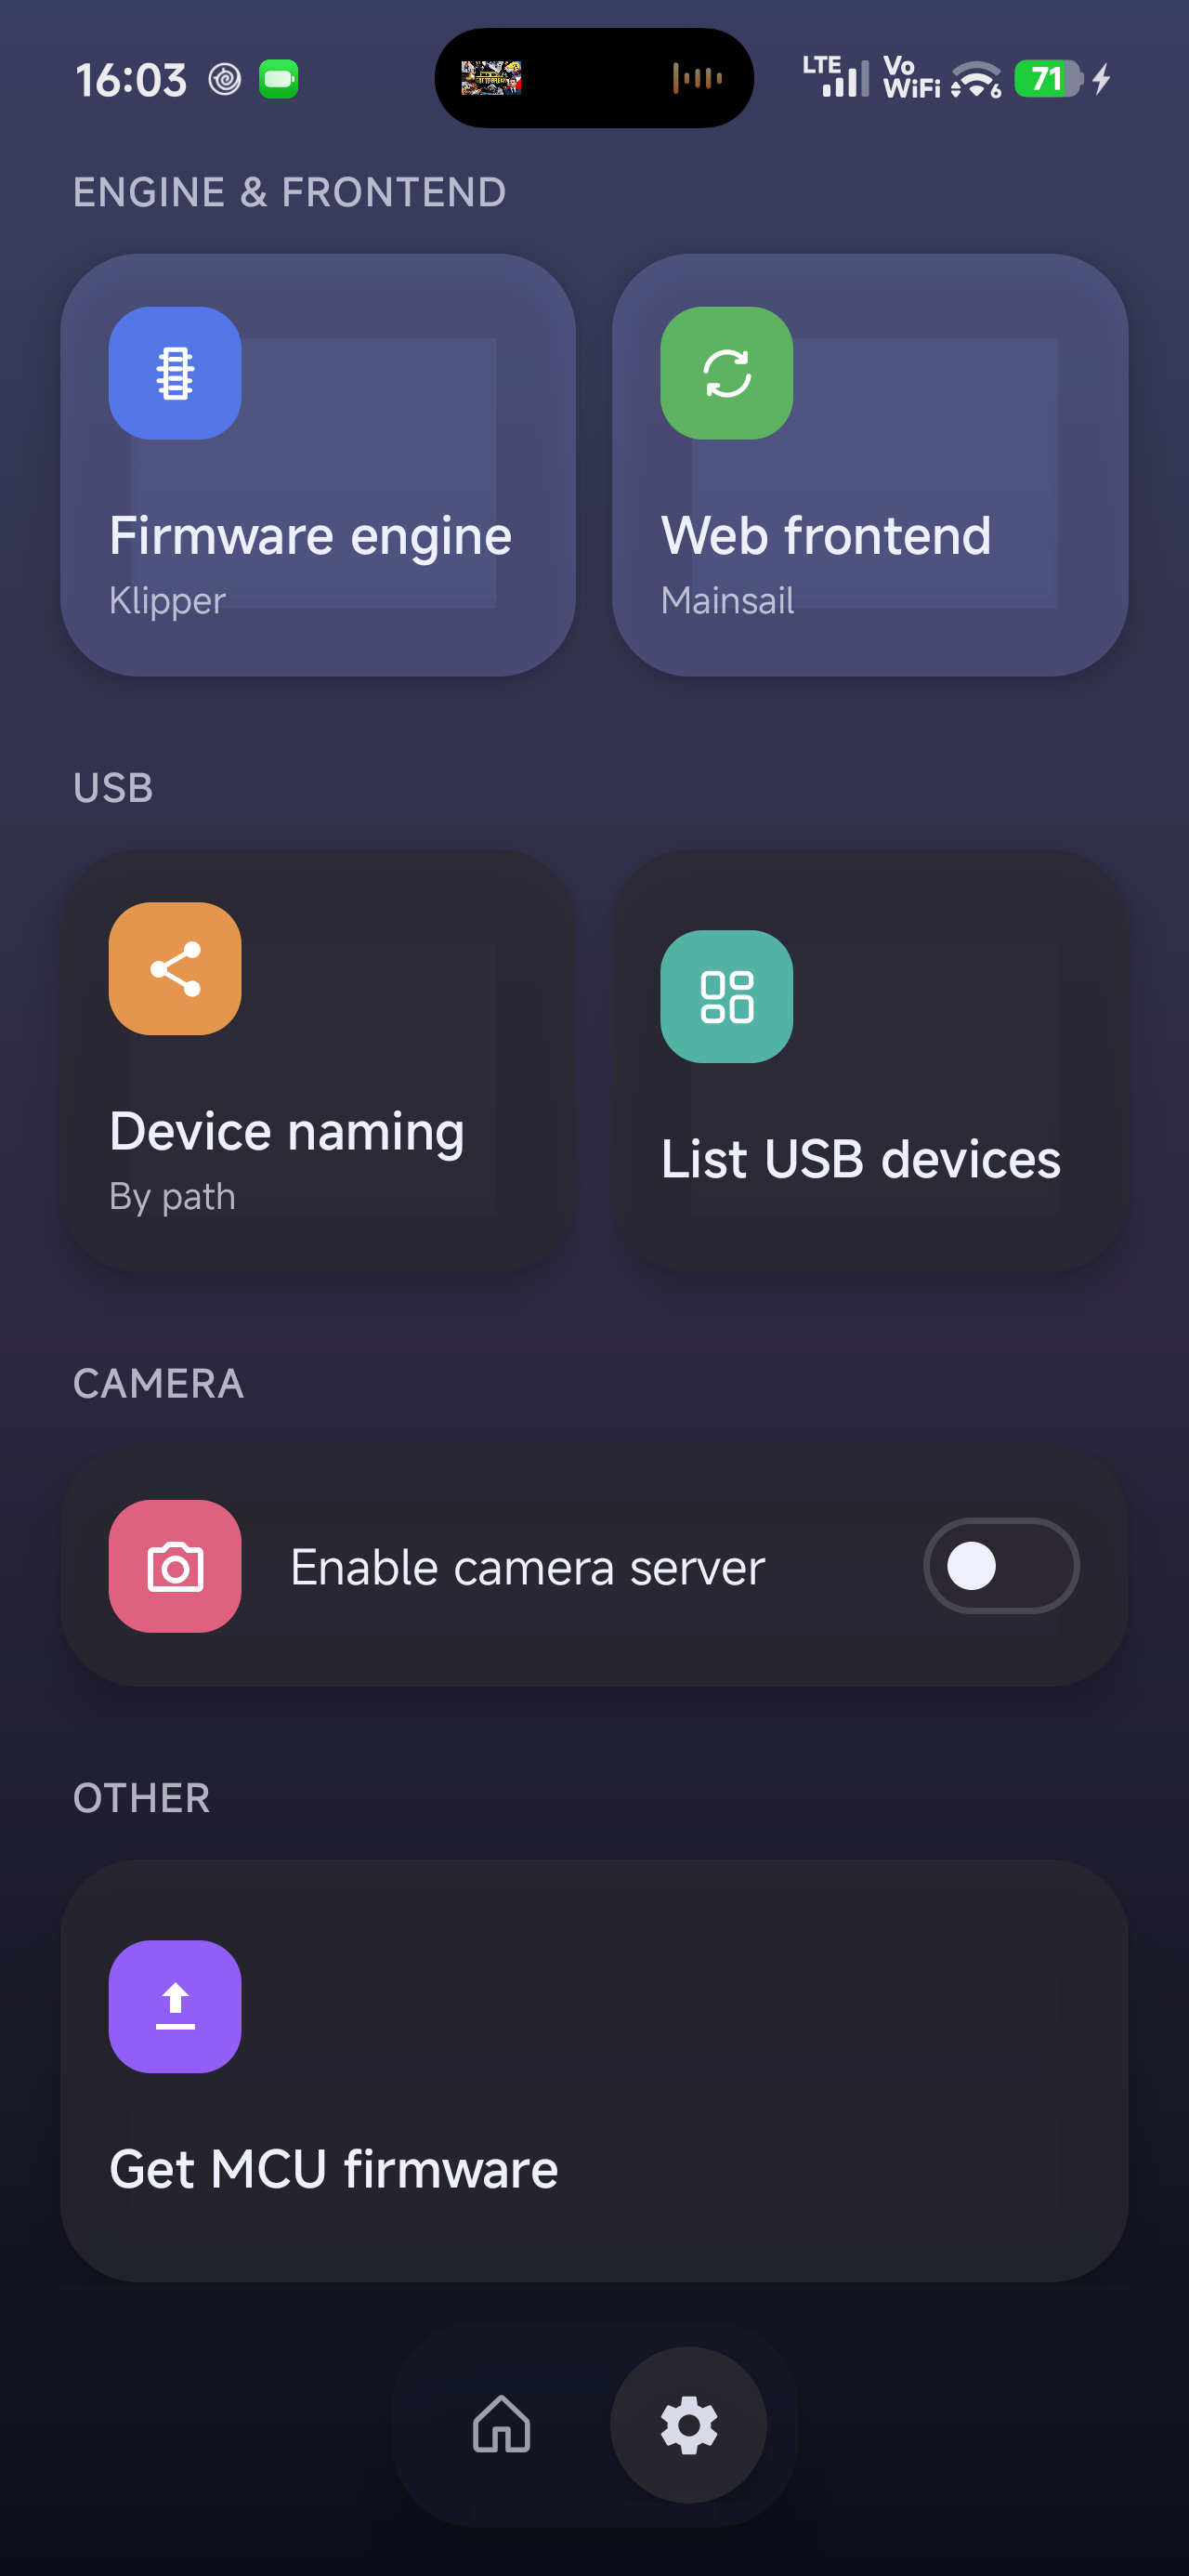 16:03
LTE
Vo
WiFi
6
71
ENGINE & FRONTEND
Firmware engine
Klipper
Web frontend
Mainsail
USB
Device naming
By path
List USB devices
CAMERA
Enable camera server
OTHER
Get MCU firmware